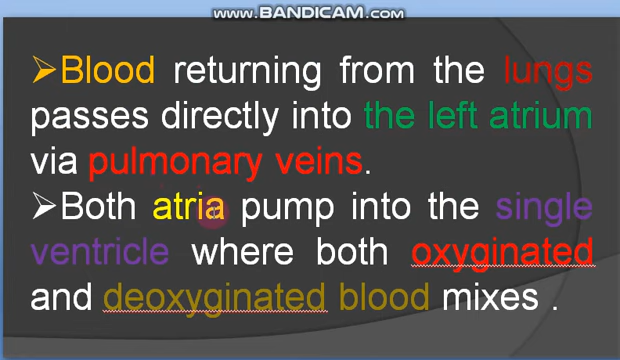 www.BANDICAM.com
➢Blood returning from the lungs
passes directly into the left atrium
via pulmonary veins.
➢Both atria pump into the single
ventricle where both oxyginated
and deoxyginated blood mixes .